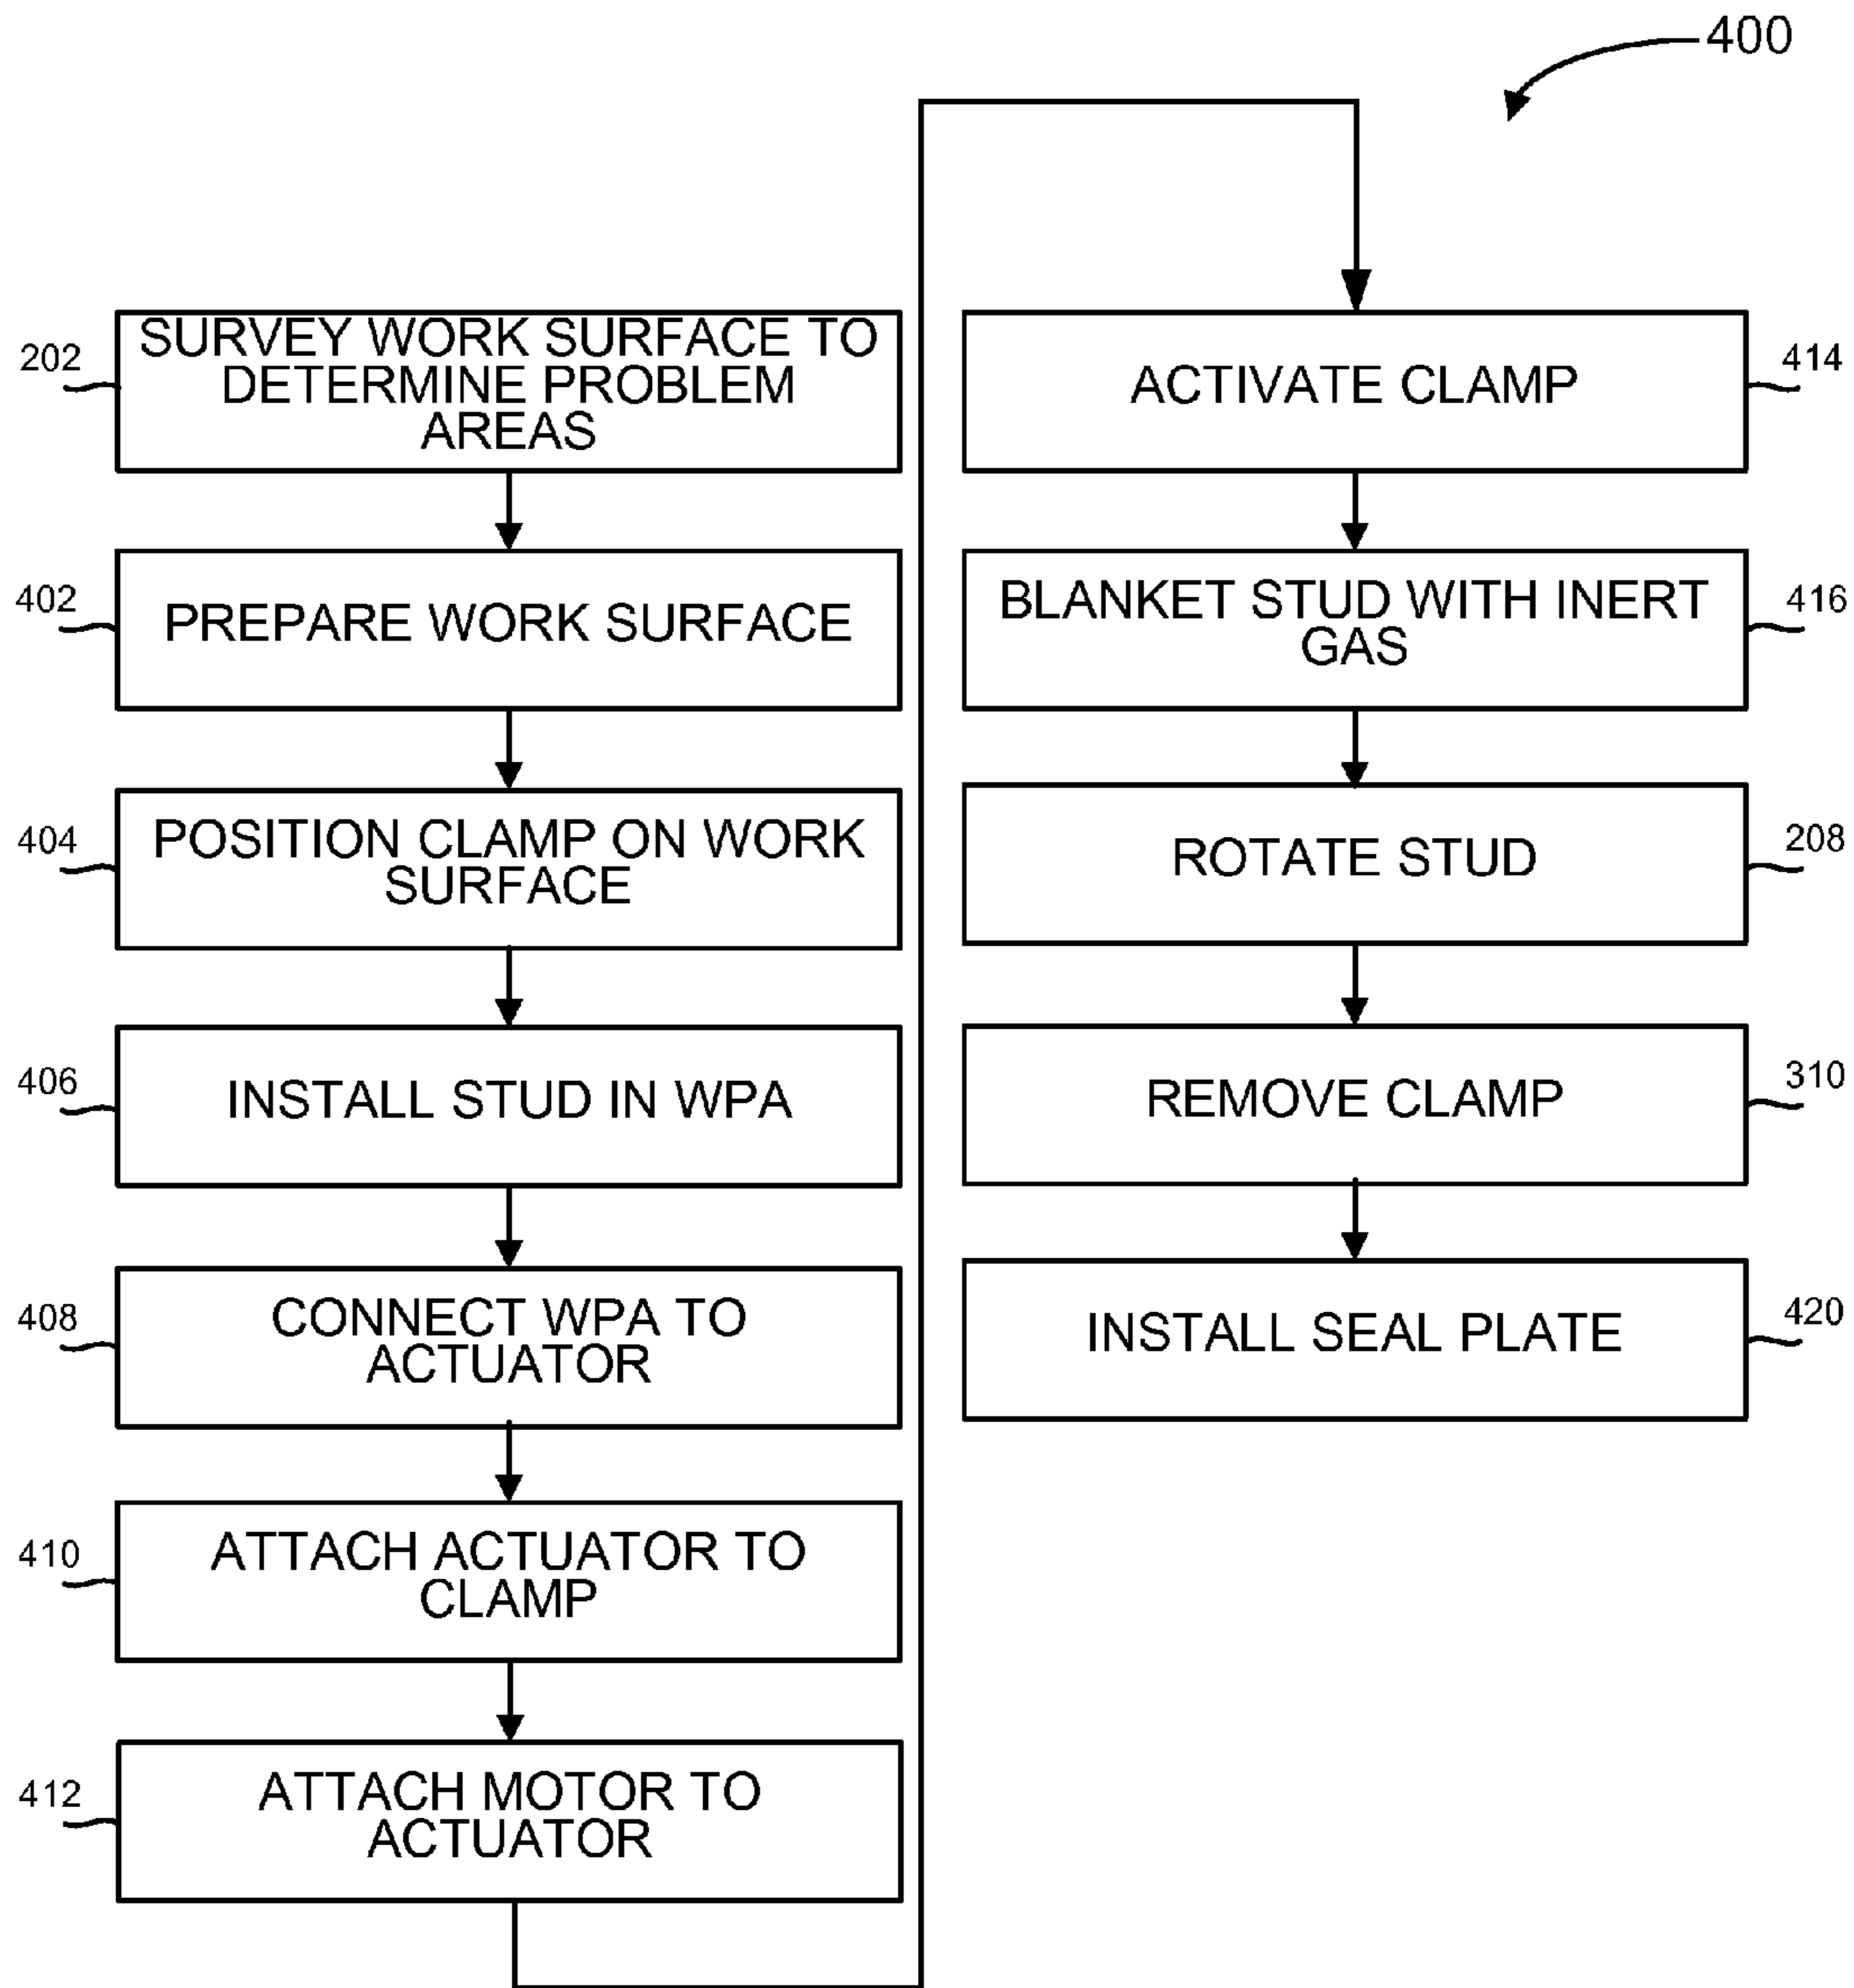 400
202
SURVEY WORK SURFACE TO
DETERMINE PROBLEM
AREAS
402
PREPARE WORK SURFACE
404
POSITION CLAMP ON WORK
SURFACE
406
INSTALL STUD IN WPA
408
CONNECT WPA TO
ACTUATOR
410
ATTACH ACTUATOR TO
CLAMP
412
ATTACH MOTOR TO
ACTUATOR
ACTIVATE CLAMP
414
BLANKET STUD WITH INERT
GAS
416
ROTATE STUD
208
REMOVE CLAMP
310
INSTALL SEAL PLATE
420